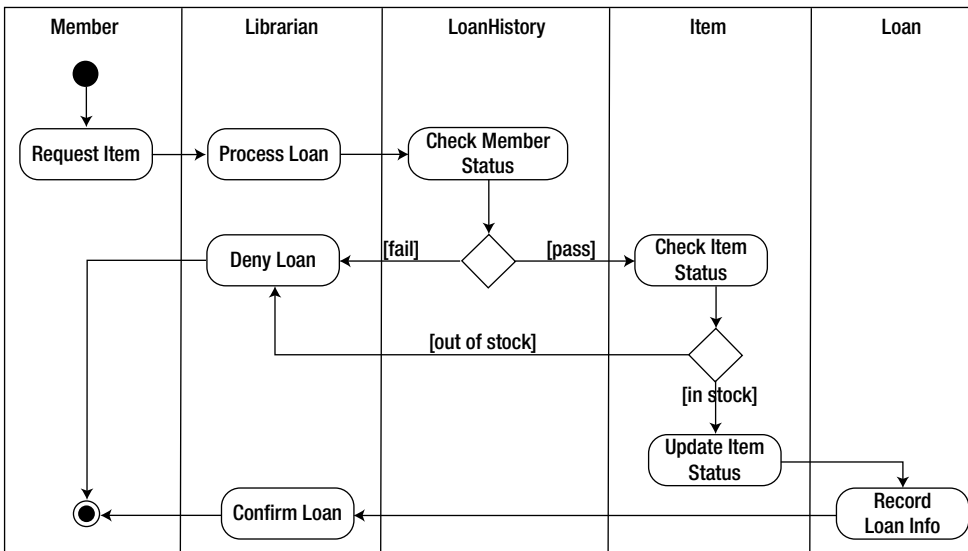 Member
Librarian
LoanHistory
Item
Loan
Request Item
Process Loan
Check Member
Status
Deny Loan
[fail]
[pass]
Check Item
Status
[out of stock]
[in stock]
Update Item
Status
Confirm Loan
Record
Loan Info